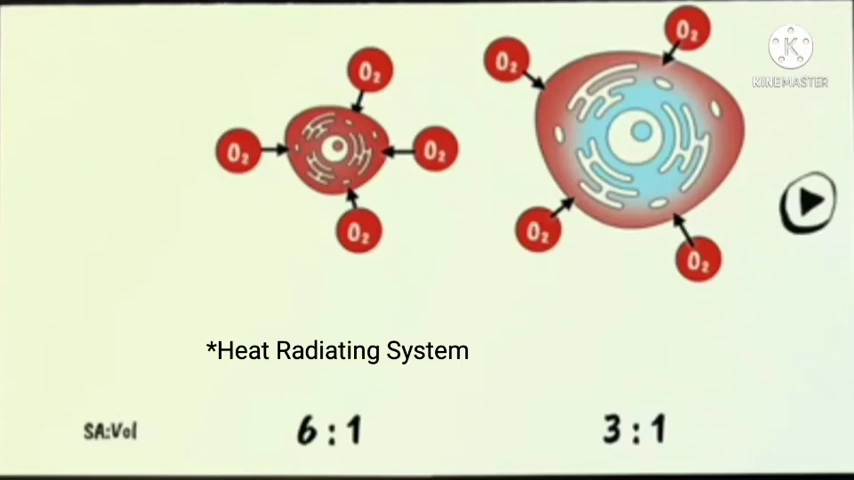 O₂
O₂
K
KINEMASTER
O₂
O₂
O₂
O₂
O₂
O₂
*Heat Radiating System
SA:Vol 6 : 1 3 : 1